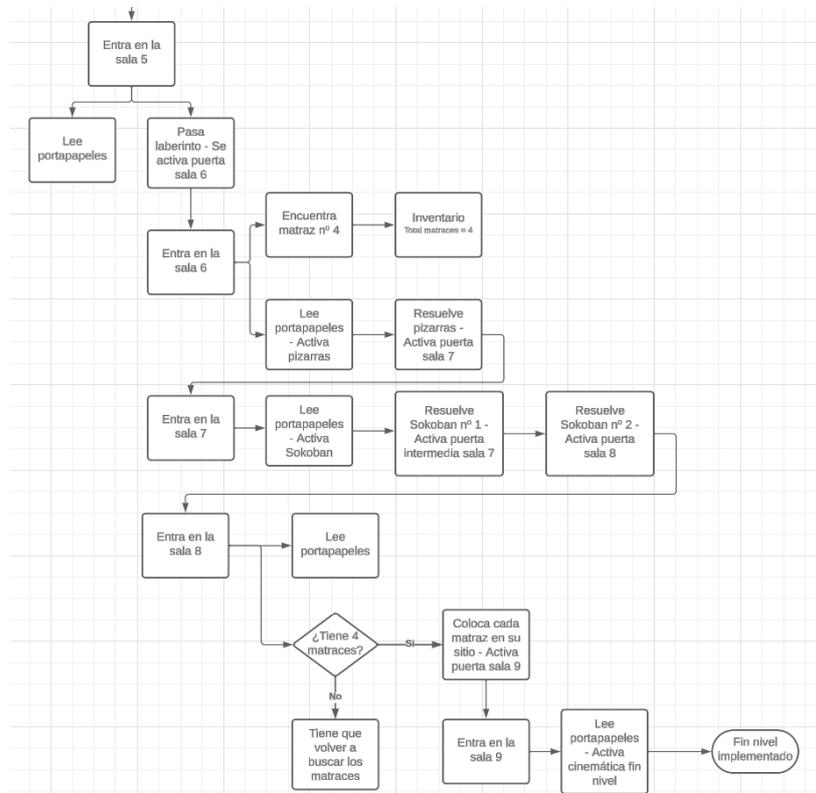 Entra en la
sala 5
Lee
portapapeles
Pasa
laberinto - Se
activa puerta
sala 6
Entra en la
sala 6
Encuentra
matraz nº 4
Inventario
Total matraces = 4
Lee
portapapeles
- Activa
pizarras
Resuelve
pizarras -
Activa puerta
sala 7
Entra en la
sala 7
Lee
portapapeles
- Activa
Sokoban
Resuelve
Sokoban nº 1 -
Activa puerta
intermedia sala 7
Resuelve
Sokoban nº 2 -
Activa puerta
sala 8
Entra en la
sala 8
Lee
portapapeles
¿Tiene 4
matraces?
Sí
Coloca cada
matraz en su
sitio - Activa
puerta sala 9
No
Tiene que
volver a
buscar los
matraces
Entra en la
sala 9
Lee
portapapeles
- Activa
cinemática fin
nivel
Fin nivel
implementado